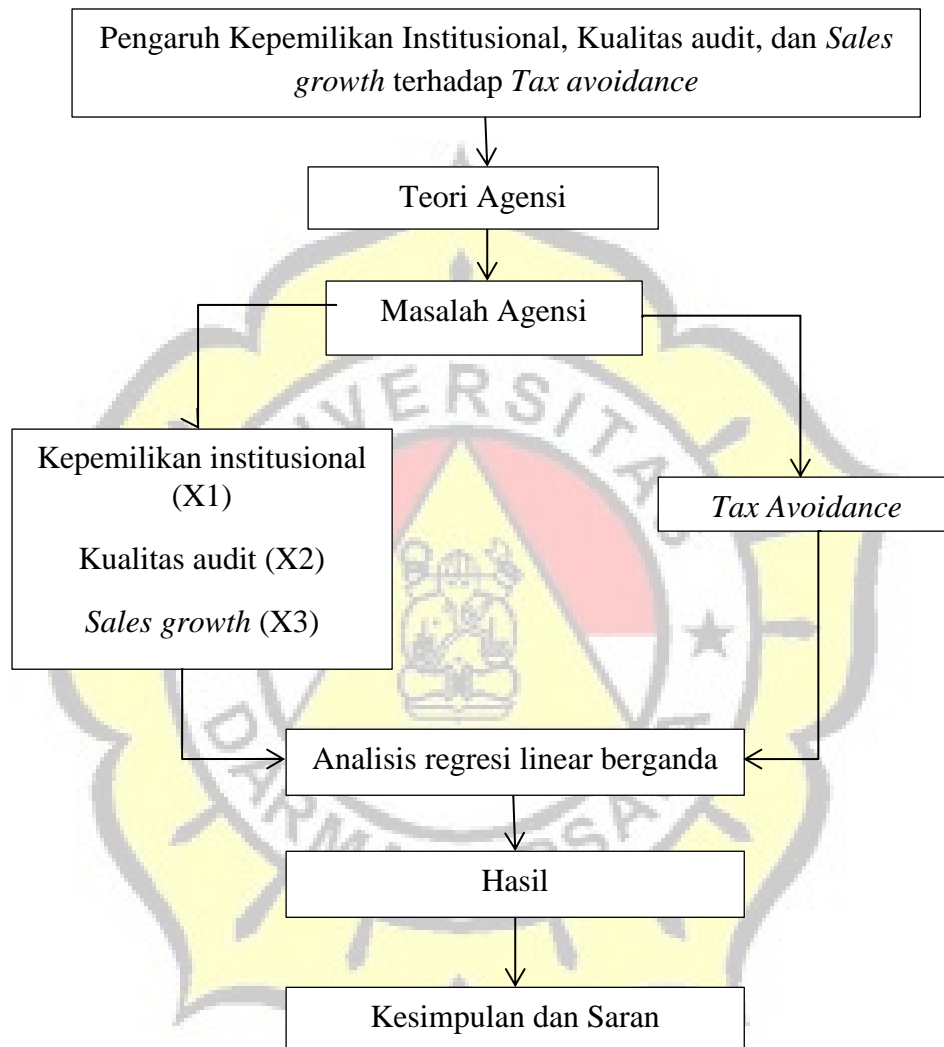 Pengaruh Kepemilikan Institusional, Kualitas audit, dan Sales
growth terhadap Tax avoidance
Teori Agensi
Masalah Agensi
Kepemilikan institusional
(X1)
Kualitas audit (X2)
Sales growth (X3)
Tax Avoidance
Analisis regresi linear berganda
Hasil
Kesimpulan dan Saran